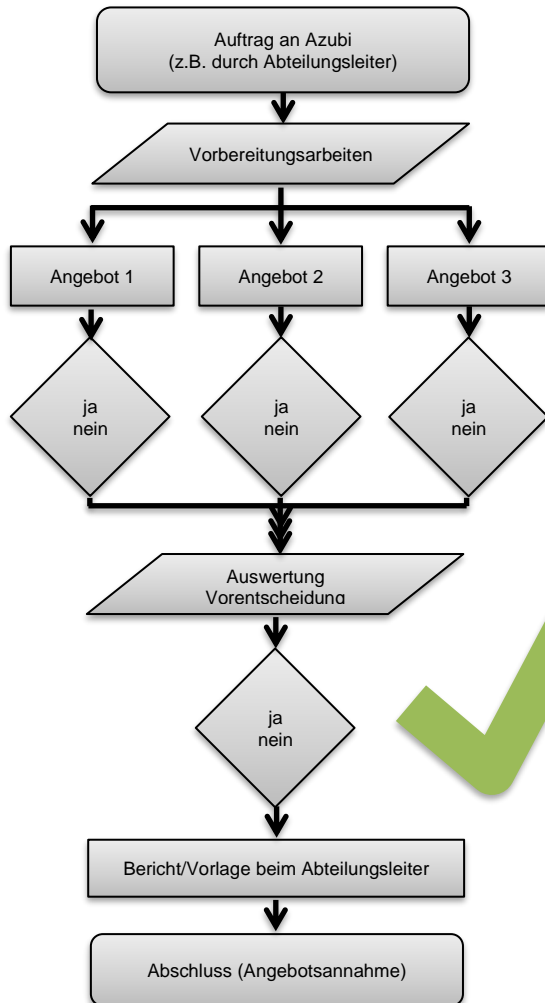 Auftrag an Azubi
(z.B. durch Abteilungsleiter)
Vorbereitungsarbeiten
Angebot 1
Angebot 2
Angebot 3
ja
nein
ja
nein
ja
nein
Auswertung
Vorentscheidung
ja
nein
Bericht/Vorlage beim Abteilungsleiter
Abschluss (Angebotsannahme)